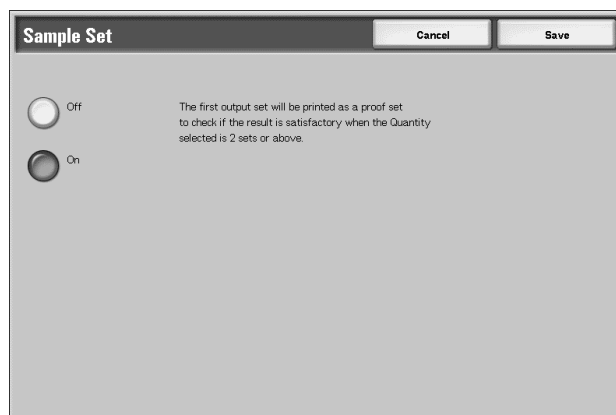 Sample Set
Cancel
Save
Off
The first output set will be printed as a proof set
to check if the result is satisfactory when the Quantity
selected is 2 sets or above.
On